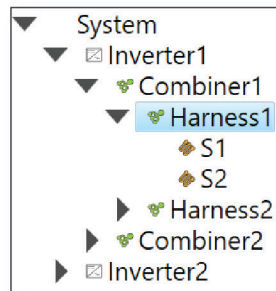 System
Inverter1
Combiner1
Harness1
S1
S2
Harness2
Combiner2
Inverter2